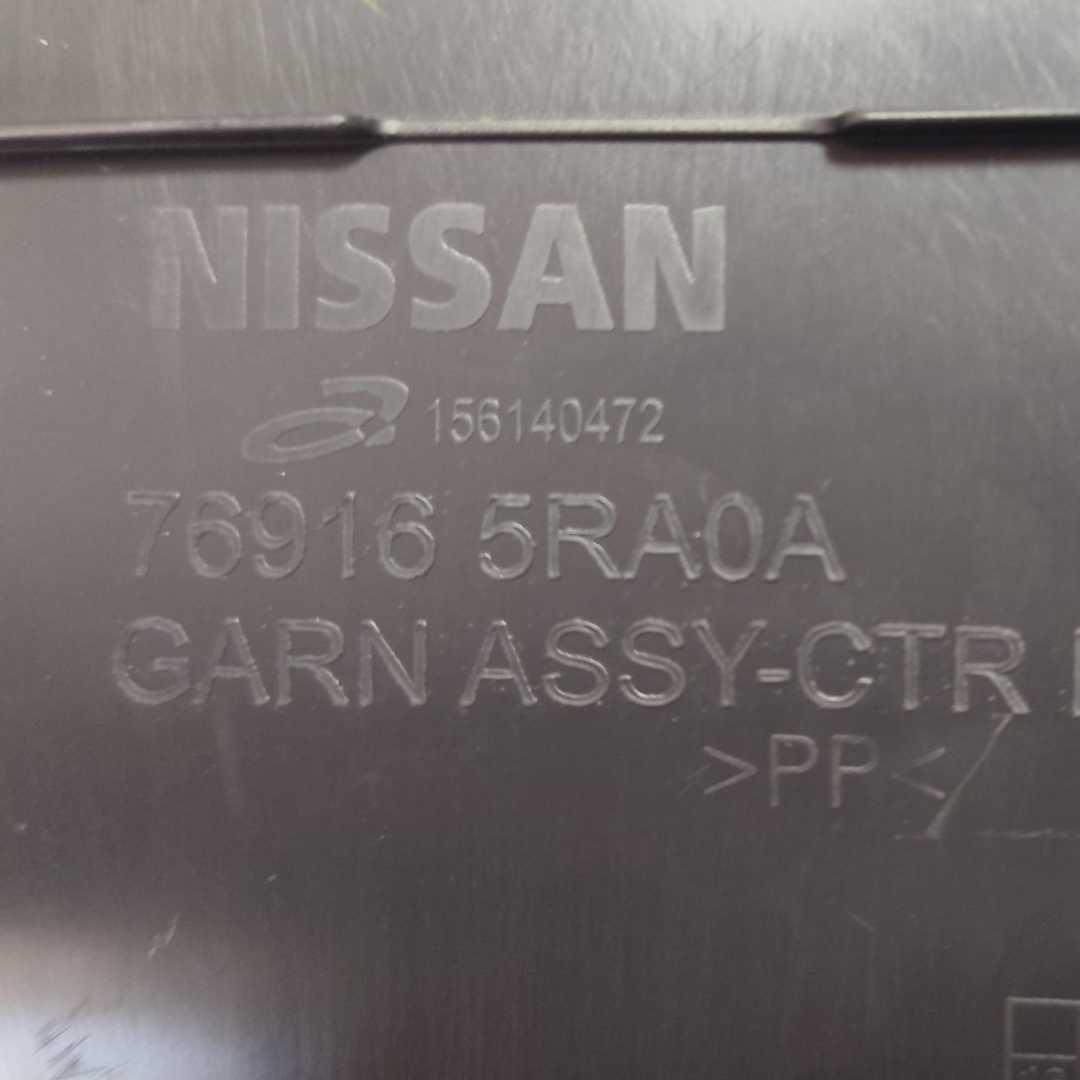 NISSAN
156140472
76916 5RA0A
GARN ASSY-CTR
>PP<